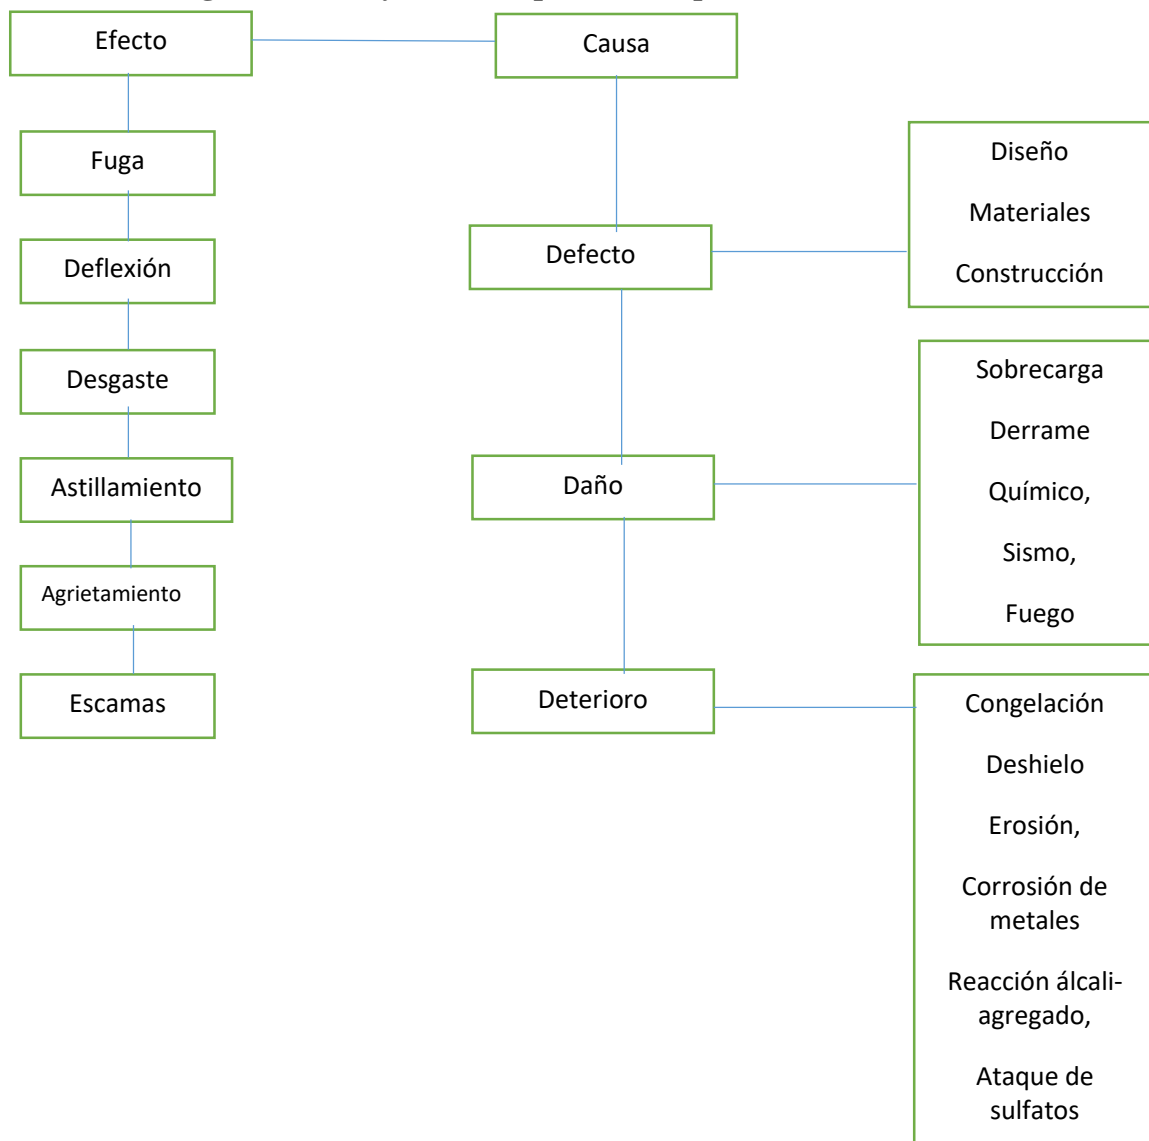 Efecto
Causa
Fuga
Deflexión
Desgaste
Astillamiento
Agrietamiento
Escamas
Defecto
Daño
Deterioro
Diseño
Materiales
Construcción
Sobrecarga
Derrame
Químico,
Sismo,
Fuego
Congelación
Deshielo
Erosión,
Corrosión de
metales
Reacción álcali-
agregado,
Ataque de
sulfatos